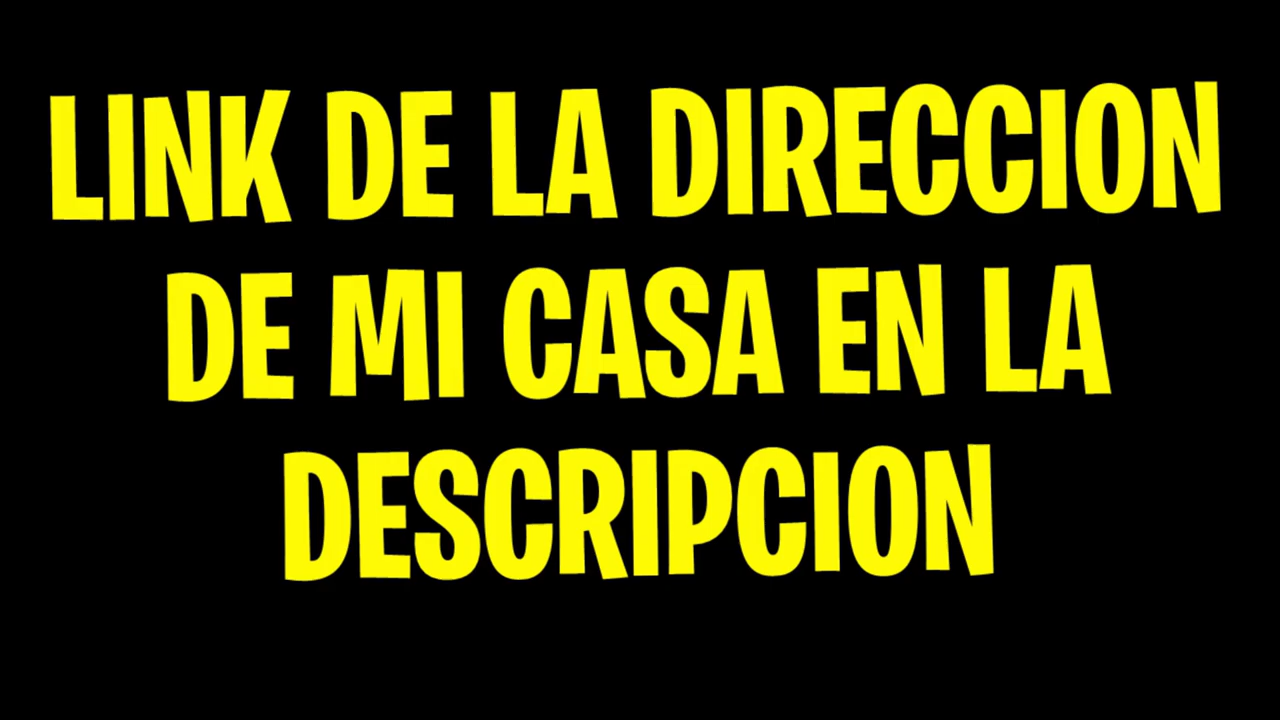 LINK DE LA DIRECCION
DE MI CASA EN LA
DESCRIPCION